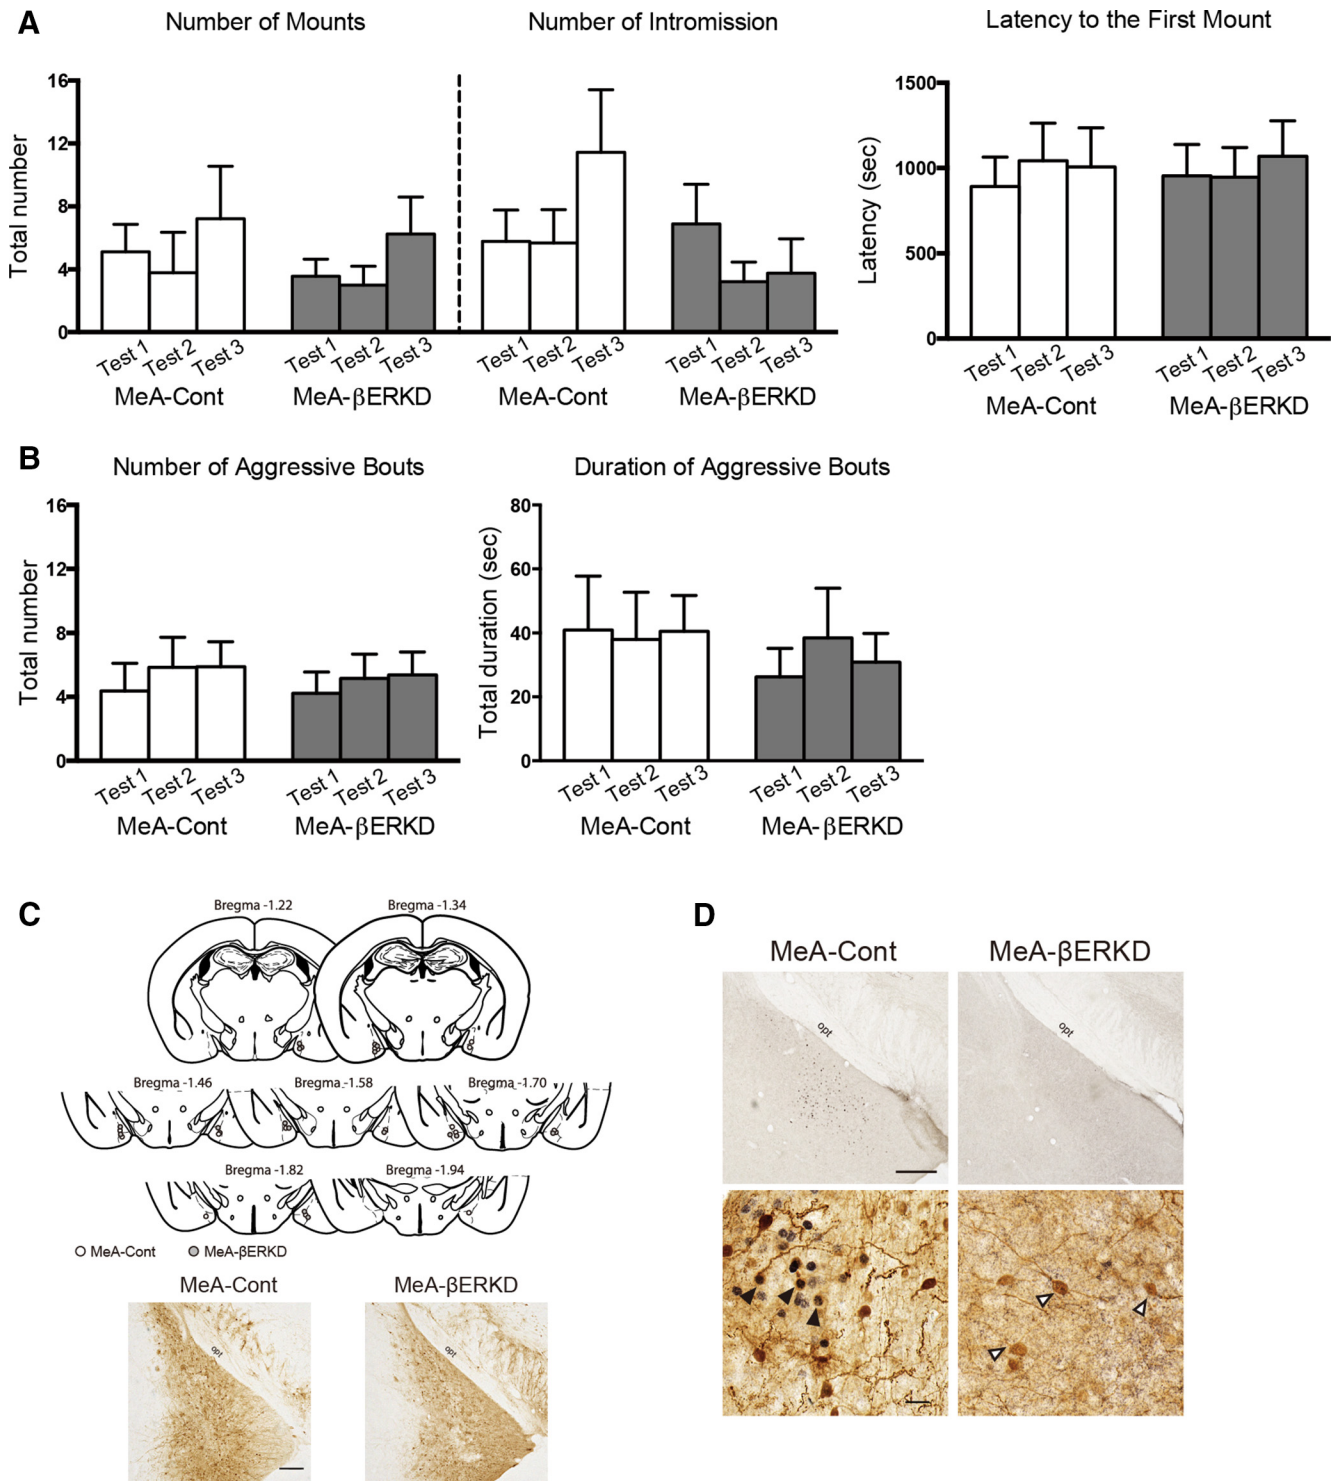 A
Number of Mounts
Number of Intromission
Latency to the First Mount
Total number
16
12
8
4
0
Test 1
Test 2
Test 3
MeA-Cont
Test 1
Test 2
Test 3
MeA-βERKD
Test 1
Test 2
Test 3
MeA-Cont
Test 1
Test 2
Test 3
MeA-βERKD
Latency (sec)
1500
1000
500
0
Test 1
Test 2
Test 3
MeA-Cont
Test 1
Test 2
Test 3
MeA-βERKD
B
Number of Aggressive Bouts
Duration of Aggressive Bouts
Total number
16
12
8
4
0
Test 1
Test 2
Test 3
MeA-Cont
Test 1
Test 2
Test 3
MeA-βERKD
Total duration (sec)
80
60
40
20
0
Test 1
Test 2
Test 3
MeA-Cont
Test 1
Test 2
Test 3
MeA-βERKD
C
Bregma -1.22
Bregma -1.34
Bregma -1.46
Bregma -1.58
Bregma -1.70
Bregma -1.82
Bregma -1.94
MeA-Cont
MeA-βERKD
MeA-Cont
MeA-βERKD
opt
opt
D
MeA-Cont
MeA-βERKD
opt
opt